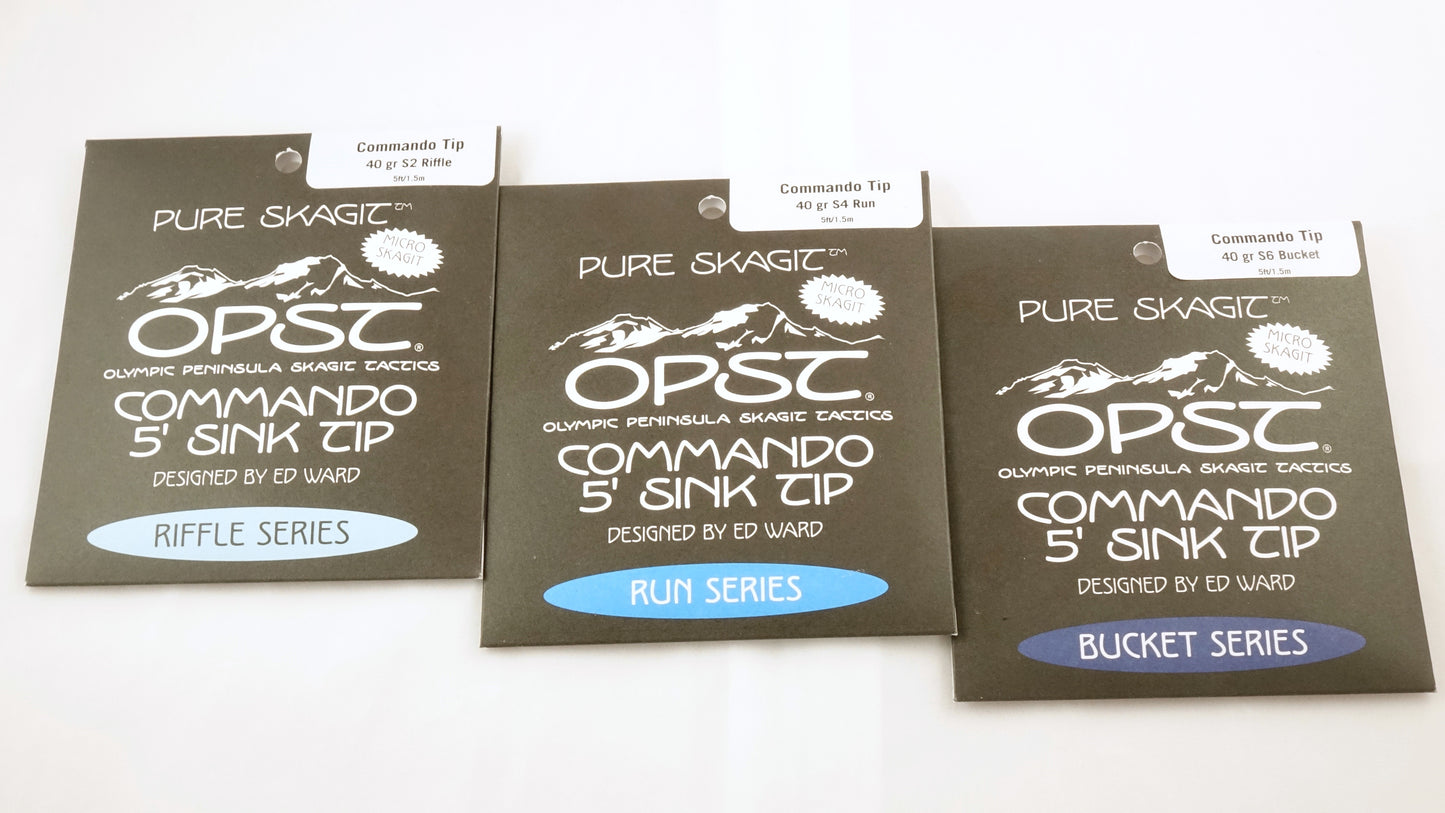 Commando Tip
40 gr S2 Riffle
5ft/1.5m
PURE SKAGIT™
MICRO
SKAGIT
OPST®
OLYMPIC PENINSULA SKAGIT TACTICS
COMMANDO
5' SINK TIP
DESIGNED BY ED WARD
RIFFLE SERIES
Commando Tip
40 gr S4 Run
5ft/1.5m
PURE SKAGIT™
MICRO
SKAGIT
OPST®
OLYMPIC PENINSULA SKAGIT TACTICS
COMMANDO
5' SINK TIP
DESIGNED BY ED WARD
RUN SERIES
Commando Tip
40 gr S6 Bucket
5ft/1.5m
PURE SKAGIT™
MICRO
SKAGIT
OPST®
OLYMPIC PENINSULA SKAGIT TACTICS
COMMANDO
5' SINK TIP
DESIGNED BY ED WARD
BUCKET SERIES